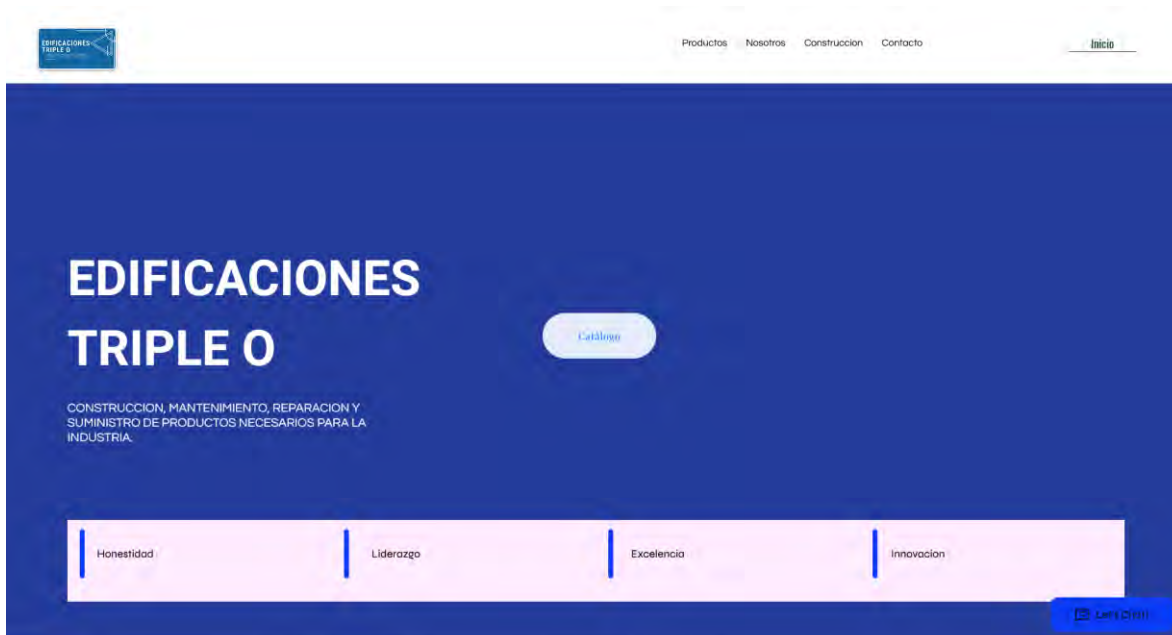 EDIFICACIONES
TRIPLE O
Productos Nosotros Construccion Contacto
Inicio
EDIFICACIONES
TRIPLE O
Catálogo
CONSTRUCCION, MANTENIMIENTO, REPARACION Y
SUMINISTRO DE PRODUCTOS NECESARIOS PARA LA
INDUSTRIA.
Honestidad
Liderazgo
Excelencia
Innovacion